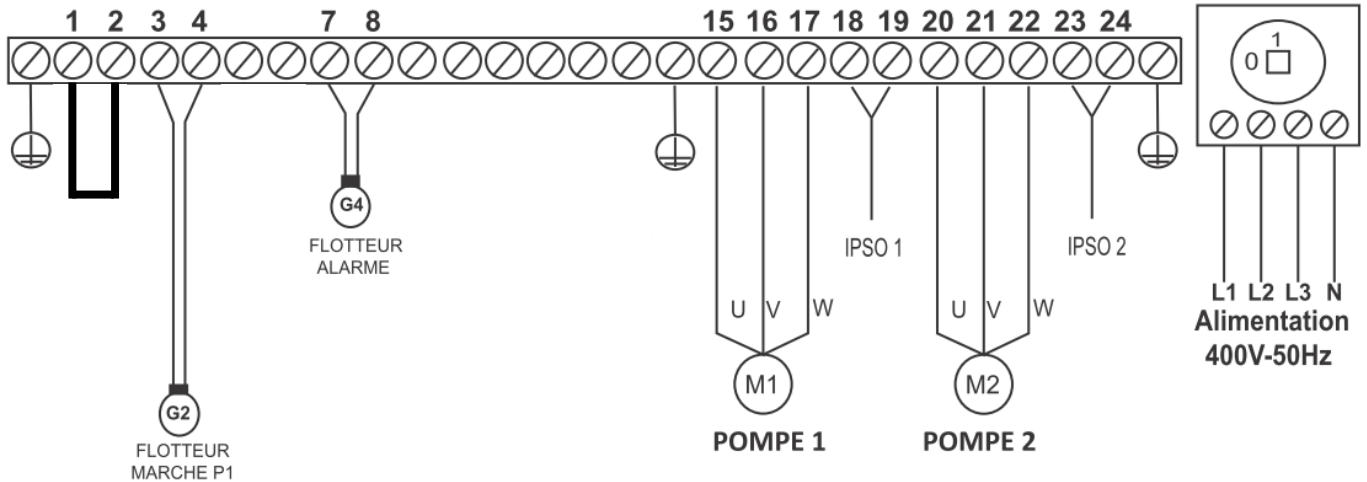 1 2 3 4 7 8 15 16 17 18 19 20 21 22 23 24
1
0
G4
FLOTTEUR
ALARME
IPSO 1
IPSO 2
U V W
U V W
L1 L2 L3 N
Alimentation
400V-50Hz
M1
M2
G2
POMPE 1
POMPE 2
FLOTTEUR
MARCHE P1